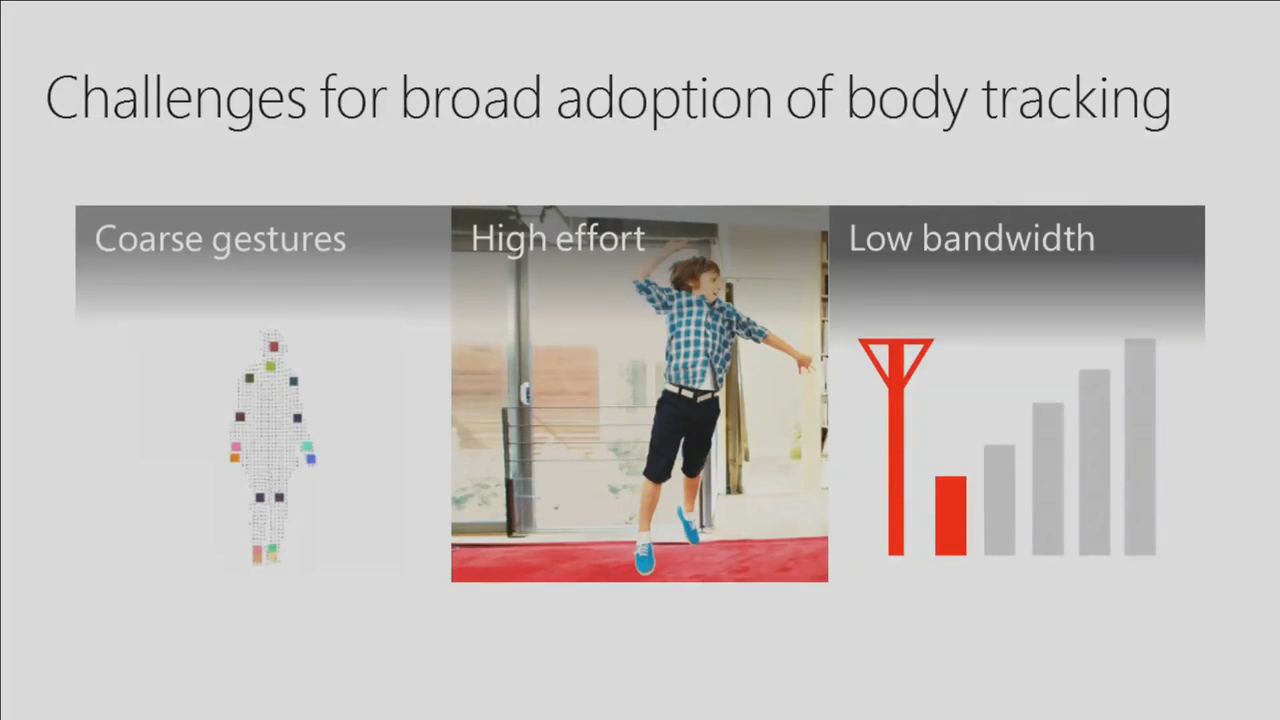 Challenges for broad adoption of body tracking
Coarse gestures
High effort
Low bandwidth